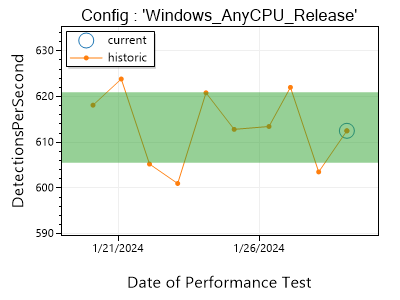 Config : 'Windows_AnyCPU_Release'
current
historic
DetectionsPerSecond
630
620
610
600
590
1/21/2024
1/26/2024
Date of Performance Test